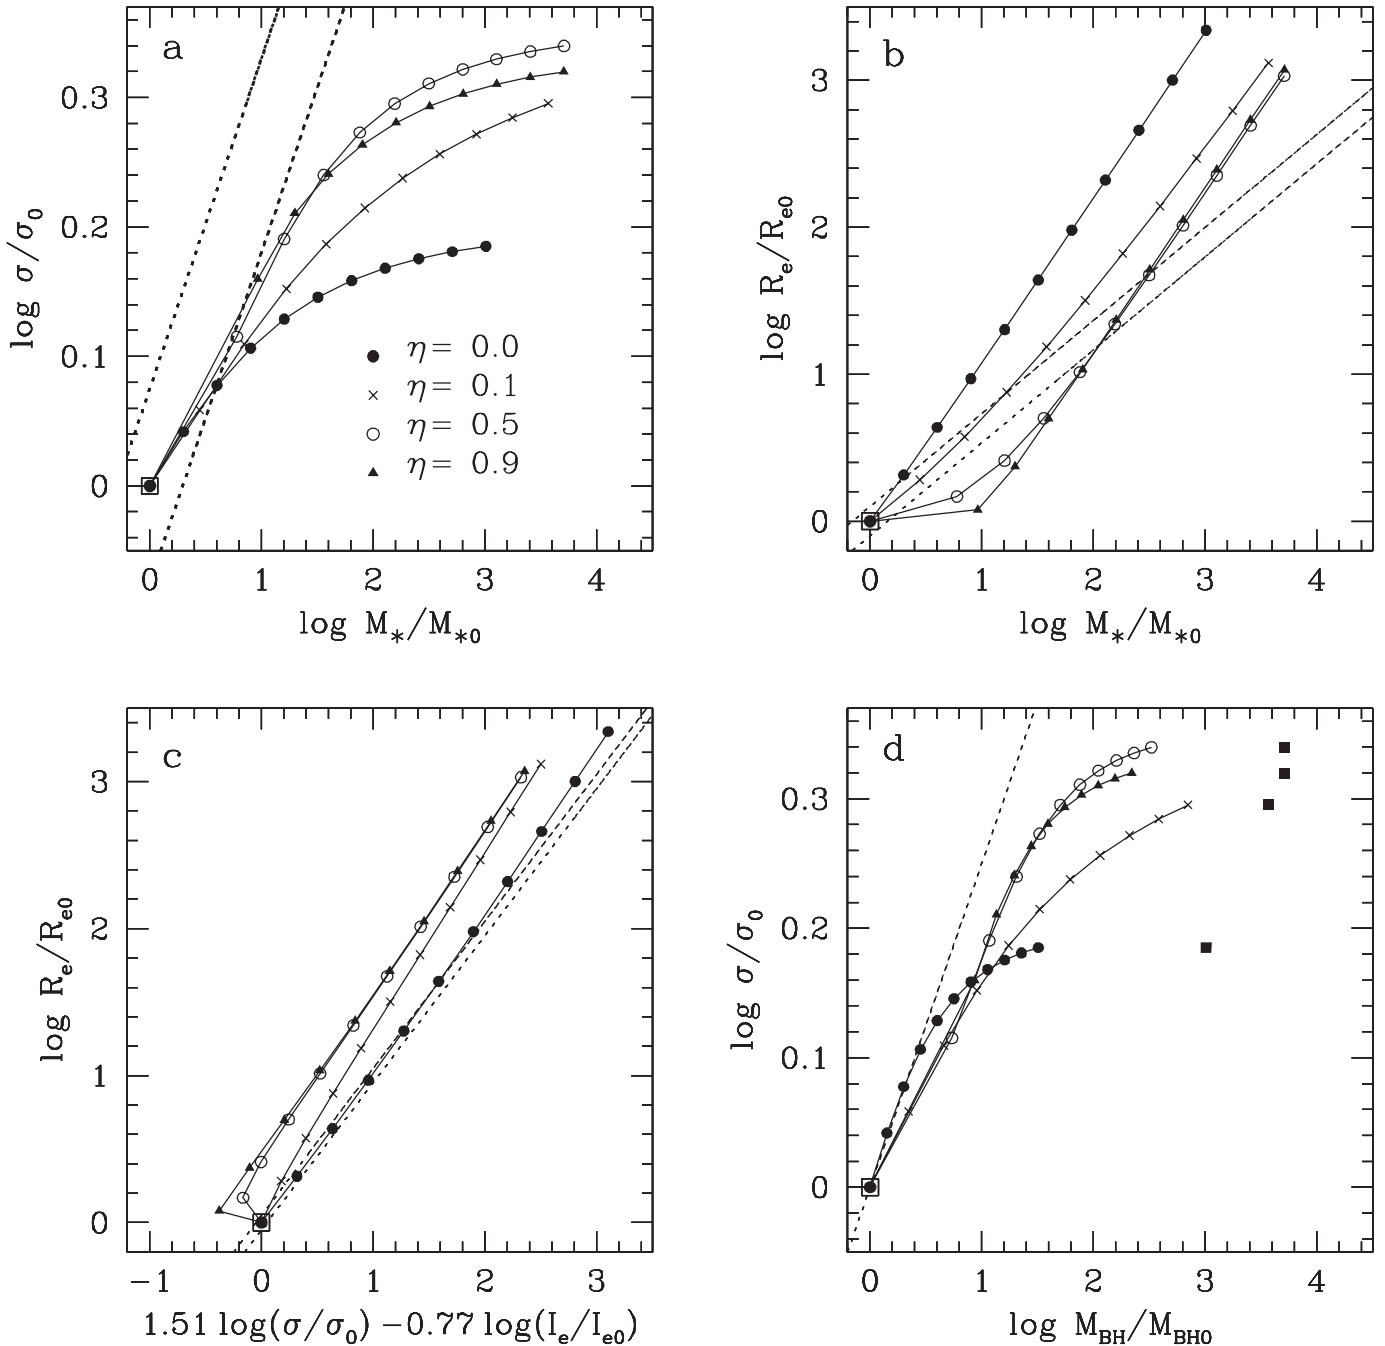 a
0.3
0.2
0.1
0
log σ/σ₀
η= 0.0
η= 0.1
η= 0.5
η= 0.9
0 1 2 3 4
log M*/M*0
b
3
2
1
0
log Re/Re0
0 1 2 3 4
log M*/M*0
c
3
2
1
0
log Re/Re0
−1 0 1 2 3
1.51 log(σ/σ₀) −0.77 log(Ie/Ie0)
d
0.3
0.2
0.1
0
log σ/σ₀
0 1 2 3 4
log MBH/MBH0